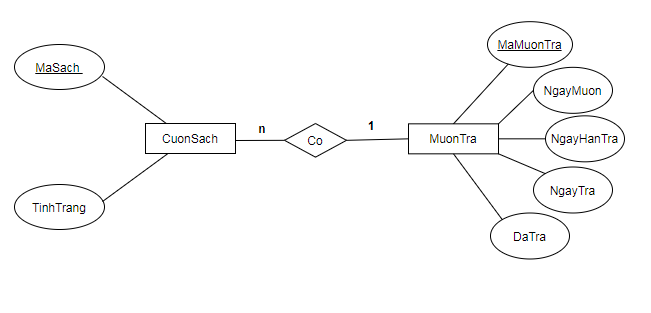 MaSach
CuonSach
TinhTrang
n
Co
1
MuonTra
MaMuonTra
NgayMuon
NgayHanTra
NgayTra
DaTra